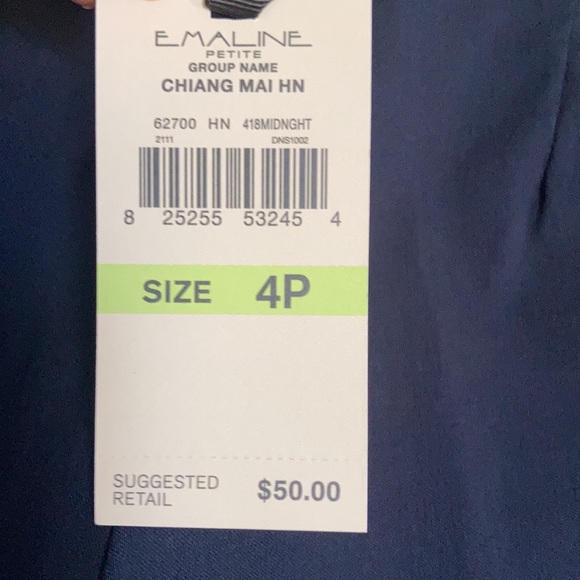 EMALINE
PETITE
GROUP NAME
CHIANG MAI HN
62700 HN 418MIDNGHT
2111 DNS1002
8 25255 53245 4
SIZE 4P
SUGGESTED
RETAIL $50.00